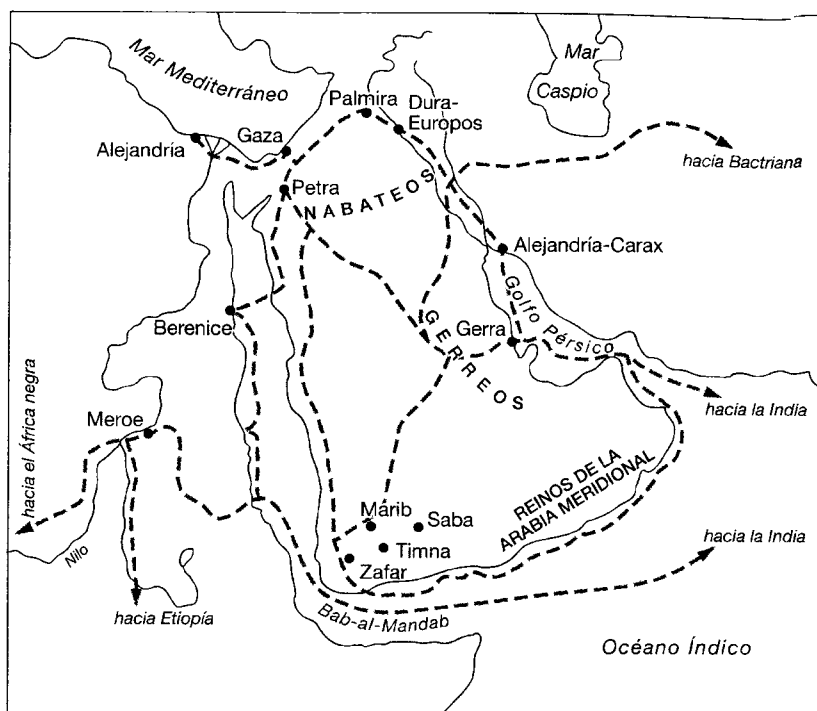 Mar Mediterráneo
Mar
Caspio
Palmira
Dura-
Europos
Gaza
Alejandría
hacia Bactriana
Petra
NABATEOS
Alejandría-Carax
Golfo Pérsico
Berenice
Gerra
GERREOS
hacia el África negra
Meroe
hacia la India
REINOS DE LA
ARABIA MERIDIONAL
Márib
Saba
Timna
Zafar
hacia la India
Nilo
hacia Etiopía
Bab-al-Mandab
Océano Índico